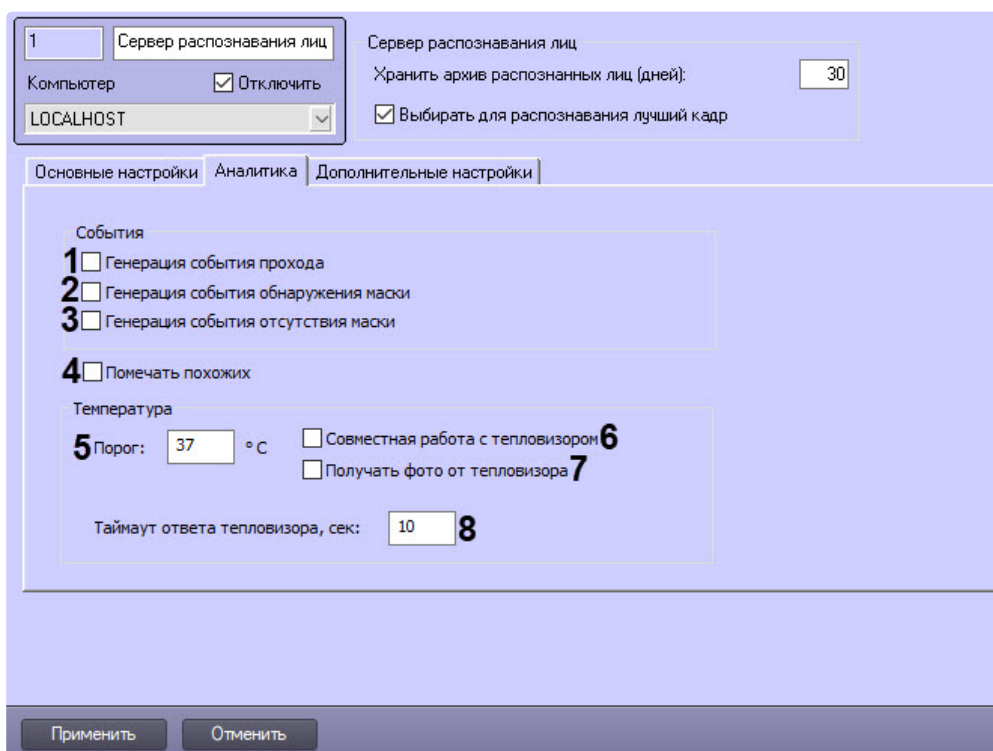 1
Сервер распознавания лиц
Компьютер
Отключить
LOCALHOST
Сервер распознавания лиц
Хранить архив распознанных лиц (дней):
30
Выбирать для распознавания лучший кадр
Основные настройки
Аналитика
Дополнительные настройки
События
1 Генерация события прохода
2 Генерация события обнаружения маски
3 Генерация события отсутствия маски
4 Помечать похожих
Температура
5 Порог: 37 °C
Совместная работа с тепловизором 6
Получать фото от тепловизора 7
Таймаут ответа тепловизора, сек: 10 8
Применить
Отменить